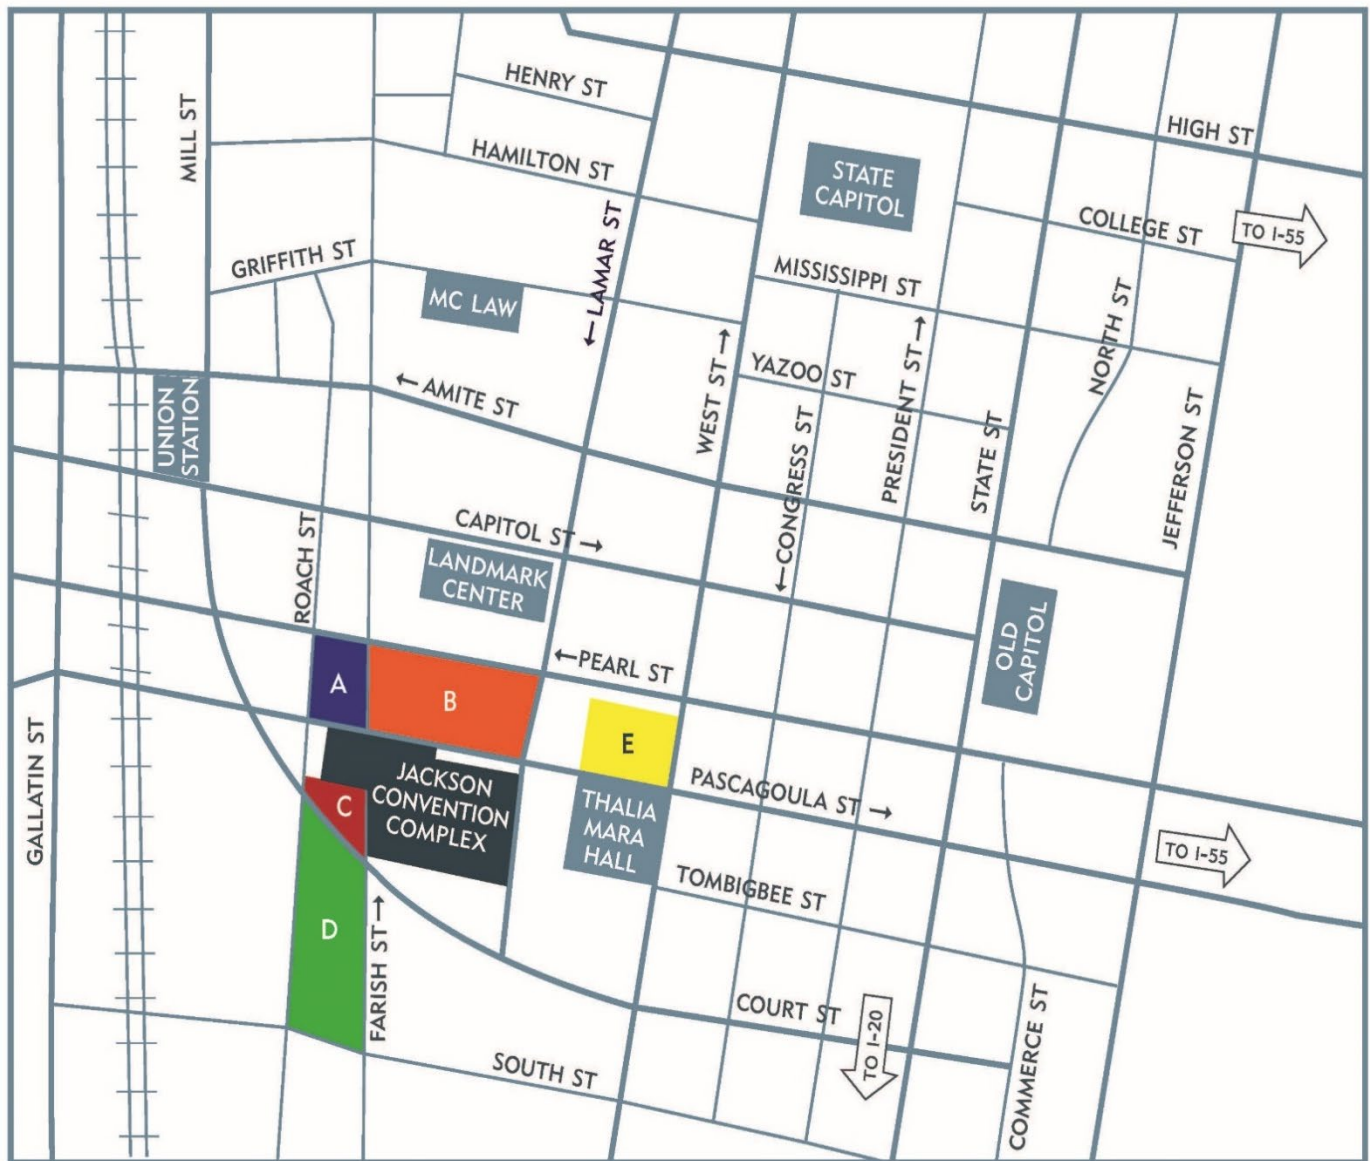 HENRY ST
HIGH ST
MILL ST
HAMILTON ST
STATE
CAPITOL
←LAMAR ST
COLLEGE ST
TO I-55
GRIFFITH ST
MC LAW
MISSISSIPPI ST
NORTH ST
WEST ST→
YAZOO ST
PRESIDENT ST→
←AMITE ST
UNION
STATION
←CONGRESS ST
STATE ST
JEFFERSON ST
CAPITOL ST→
ROACH ST
LANDMARK
CENTER
OLD
CAPITOL
←PEARL ST
A
B
E
GALLATIN ST
JACKSON
CONVENTION
COMPLEX
C
THALIA
MARA
HALL
PASCAGOULA ST→
TO I-55
TOMBIGBEE ST
D
FARISH ST→
COURT ST
TO I-20
COMMERCE ST
SOUTH ST